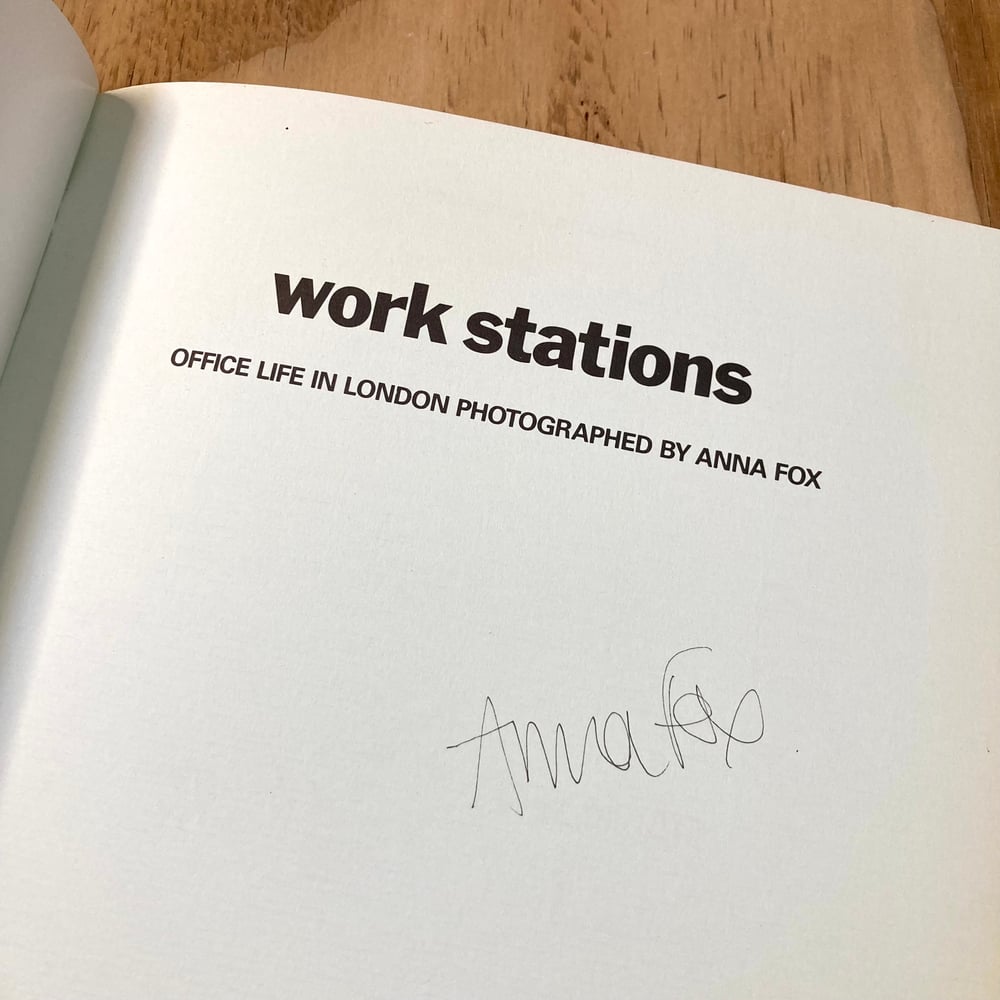 work stations
OFFICE LIFE IN LONDON PHOTOGRAPHED BY ANNA FOX
Anna Fox